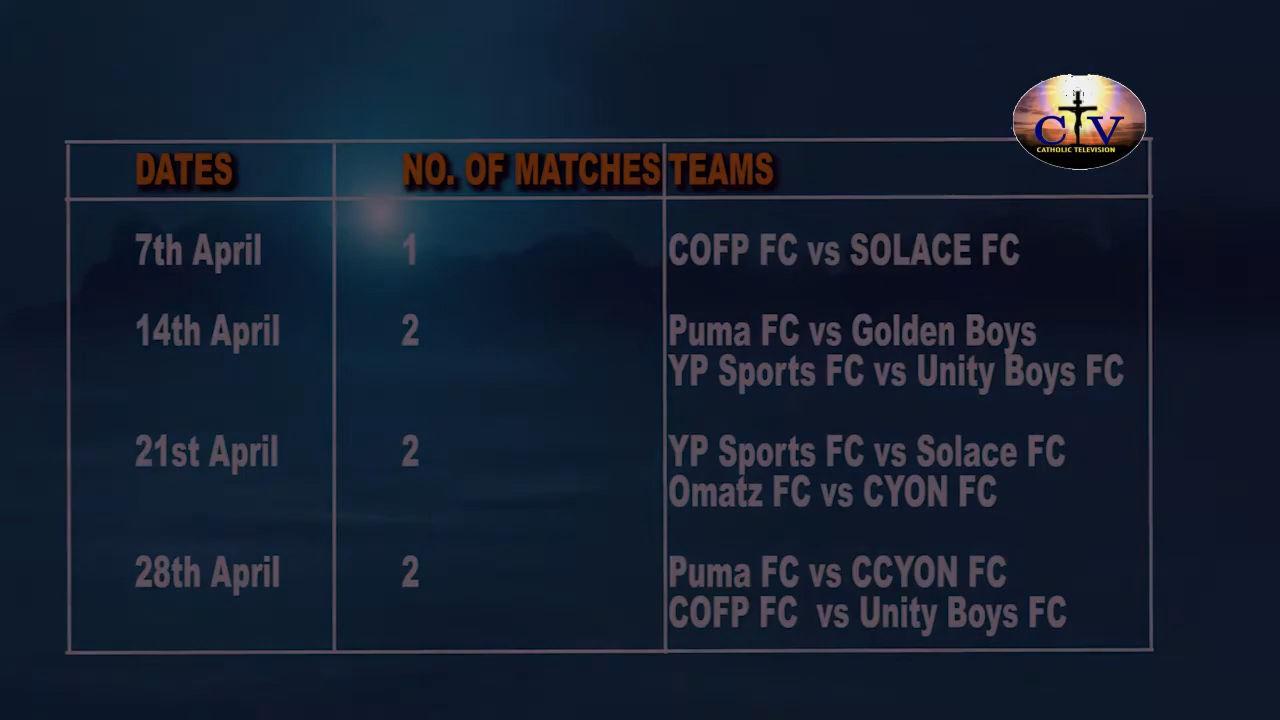 C V
CATHOLIC TELEVISION
DATES NO. OF MATCHES TEAMS
7th April 1 COFP FC vs SOLACE FC
14th April 2 Puma FC vs Golden Boys
YP Sports FC vs Unity Boys FC
21st April 2 YP Sports FC vs Solace FC
Omatz FC vs CYON FC
28th April 2 Puma FC vs CCYON FC
COFP FC vs Unity Boys FC